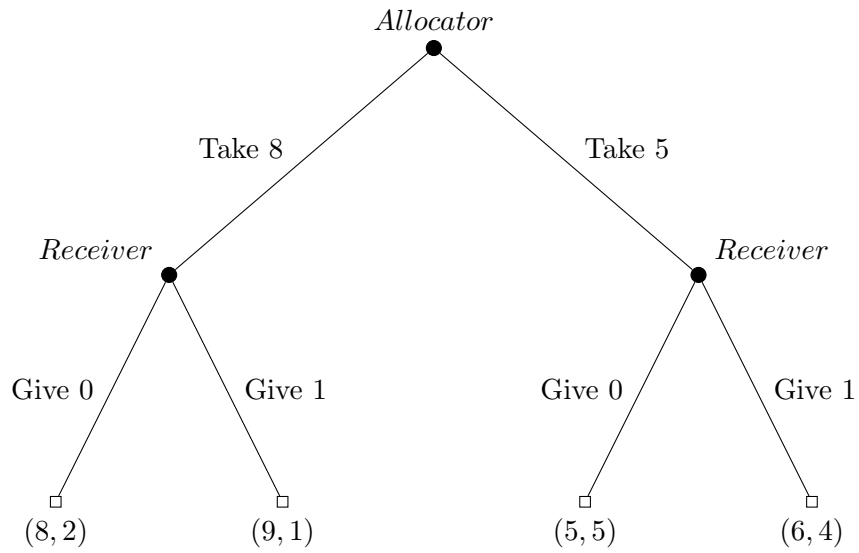 Allocator
Take 8
Take 5
Receiver
Receiver
Give 0
Give 1
Give 0
Give 1
(8, 2)
(9, 1)
(5, 5)
(6, 4)